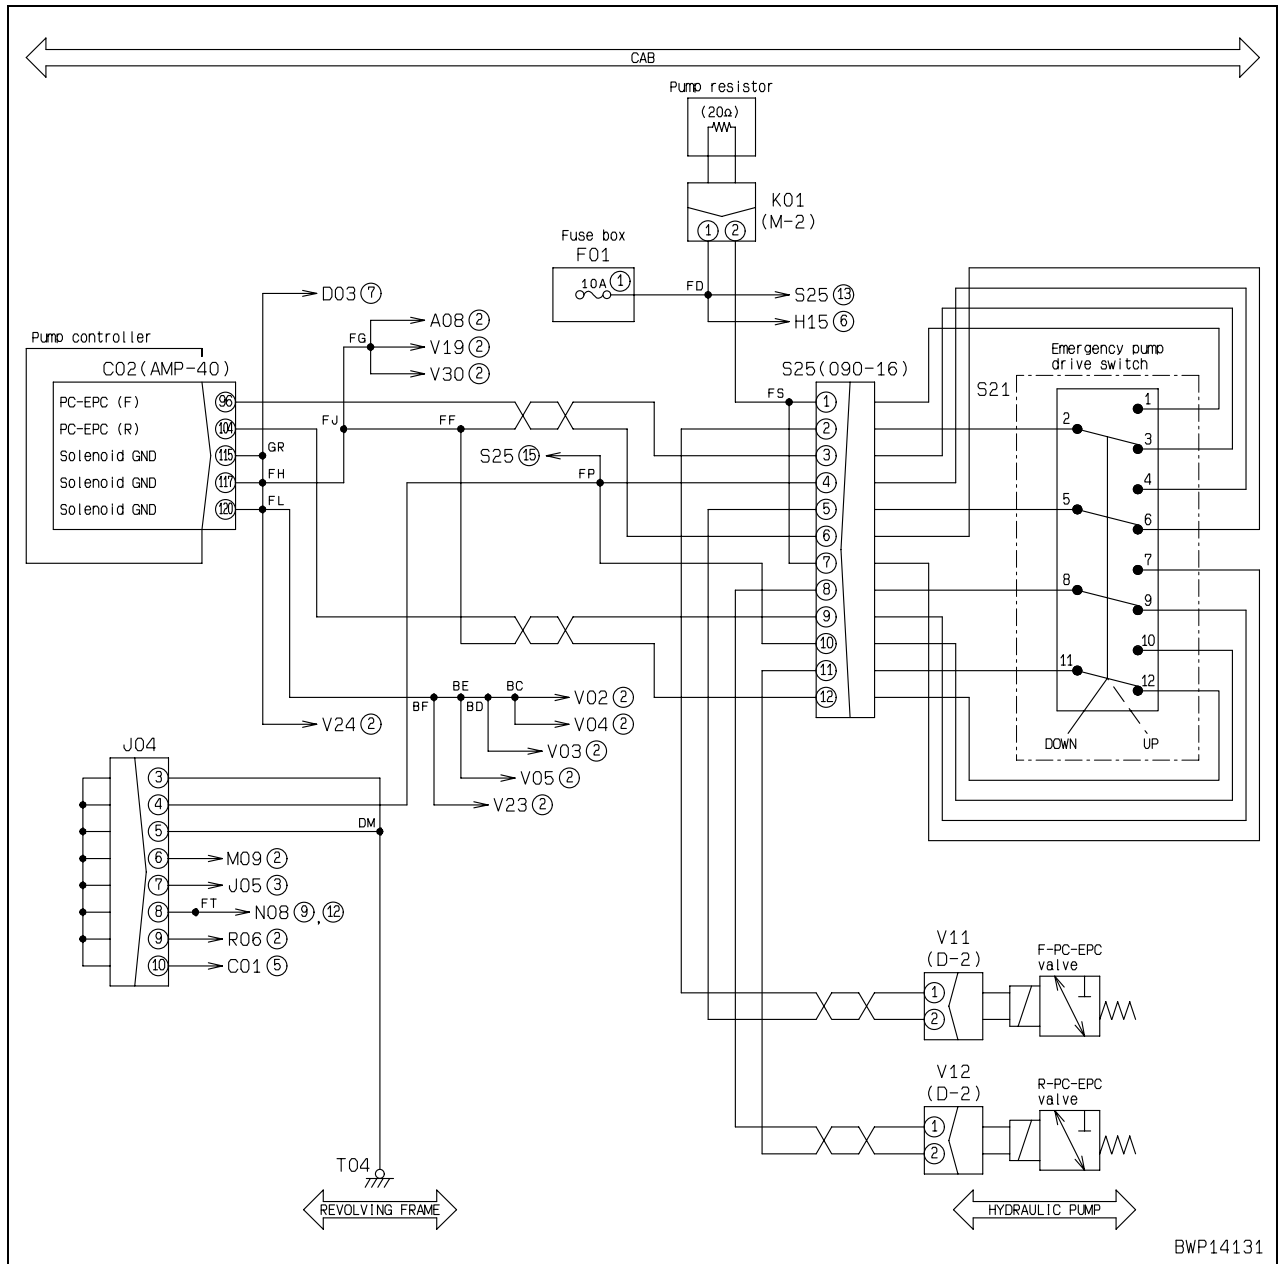 CAB
Pump resistor
(20Ω)
K01
(M-2)
1 2
Fuse box
F01
10A 1
FD
S25 13
H15 6
D03 7
FG
A08 2
V19 2
V30 2
Pump controller
C02(AMP-40)
PC-EPC (F) 96
PC-EPC (R) 104
Solenoid GND 115
Solenoid GND 117
Solenoid GND 120
GR
FH
FL
FJ
FF
S25 15
FP
FS
S25(090-16)
1
2
3
4
5
6
7
8
9
10
11
12
Emergency pump
drive switch
S21
1
2
3
4
5
6
7
8
9
10
11
12
DOWN UP
BF
BE
BD
BC
V02 2
V04 2
V03 2
V05 2
V23 2
V24 2
J04
3
4
5 DM
6 M09 2
7 J05 3
8 FT N08 9, 12
9 R06 2
10 C01 5
V11
(D-2)
1
2
F-PC-EPC
valve
V12
(D-2)
1
2
R-PC-EPC
valve
T04
REVOLVING FRAME
HYDRAULIC PUMP
BWP14131